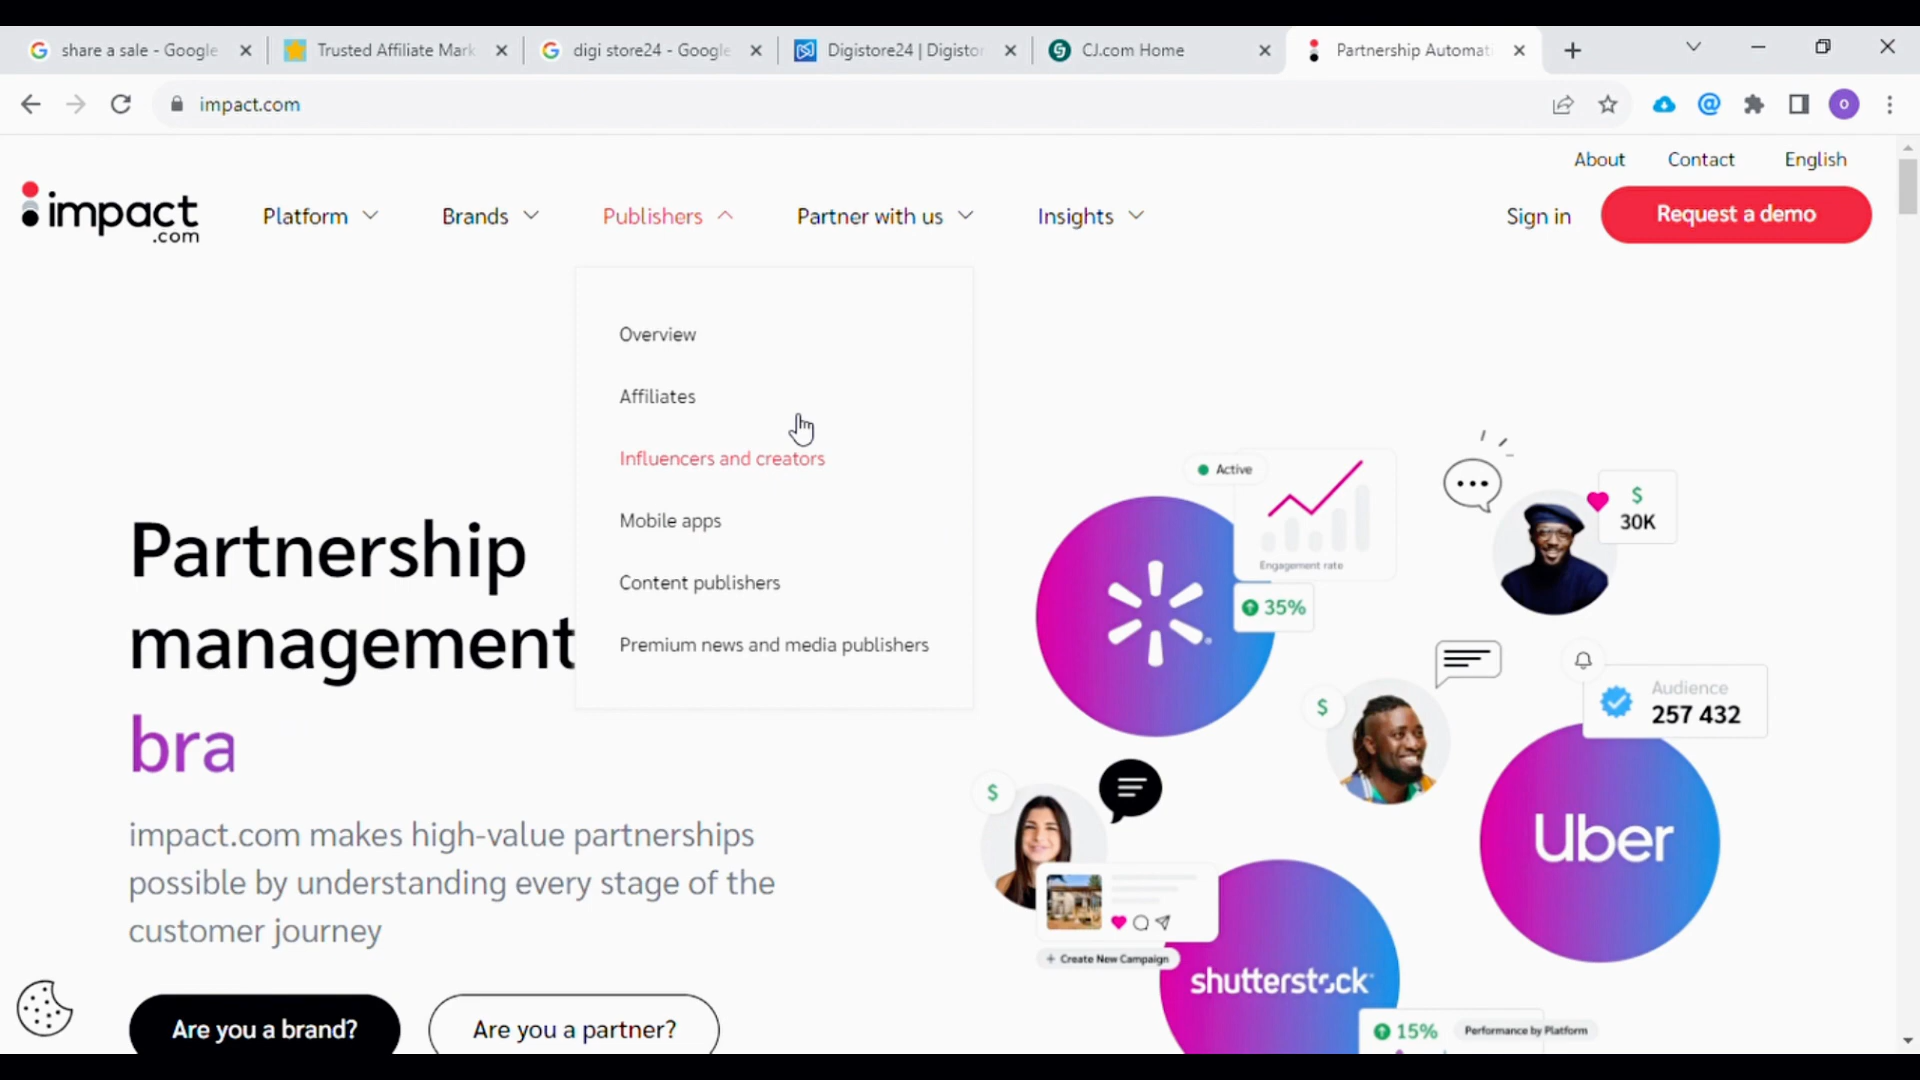 share a sale - Google
Trusted Affiliate Mark
digi store24 - Google
Digistore24 | Digistor
CJ.com Home
Partnership Automati
impact.com
O
About
Contact
English
impact
.com
Platform
Brands
Publishers
Partner with us
Insights
Sign in
Request a demo
Overview
Affiliates
Influencers and creators
Mobile apps
Content publishers
Premium news and media publishers
Partnership
management
bra
impact.com makes high-value partnerships
possible by understanding every stage of the
customer journey
Are you a brand?
Are you a partner?
Active
Engagement rate
35%
$
30K
Audience
257 432
$
Uber
$
+ Create New Campaign
shutterstock
15%
Performance by Platform